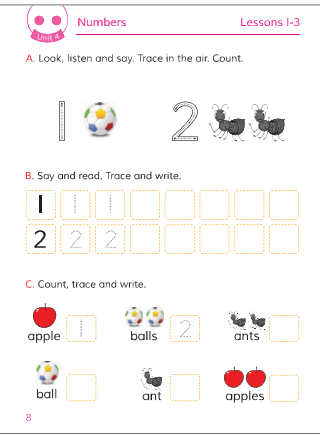 Unit 4
Numbers
Lessons 1-3
A. Look, listen and say. Trace in the air. Count.
1 2
B. Say and read. Trace and write.
1 1 1
2 2 2
C. Count, trace and write.
apple 1 balls 2 ants
ball ant apples
8